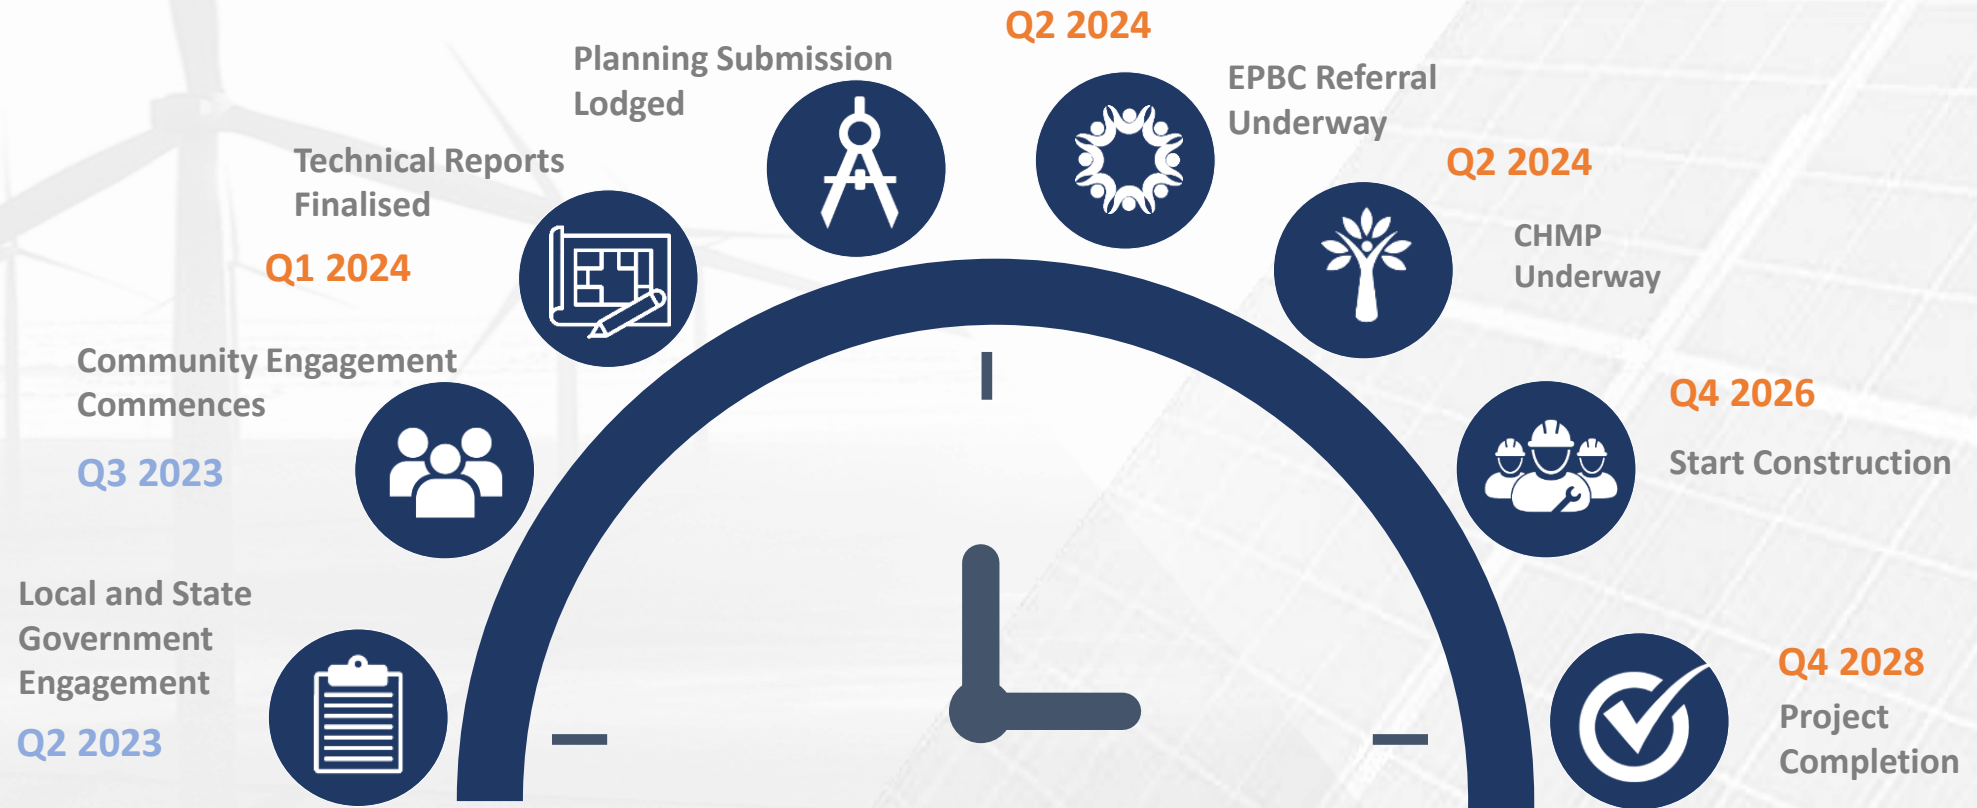 Local and State
Government
Engagement
Q2 2023
Community Engagement
Commences
Q3 2023
Technical Reports
Finalised
Q1 2024
Planning Submission
Lodged
Q2 2024
EPBC Referral
Underway
Q2 2024
CHMP
Underway
Q4 2026
Start Construction
Q4 2028
Project
Completion